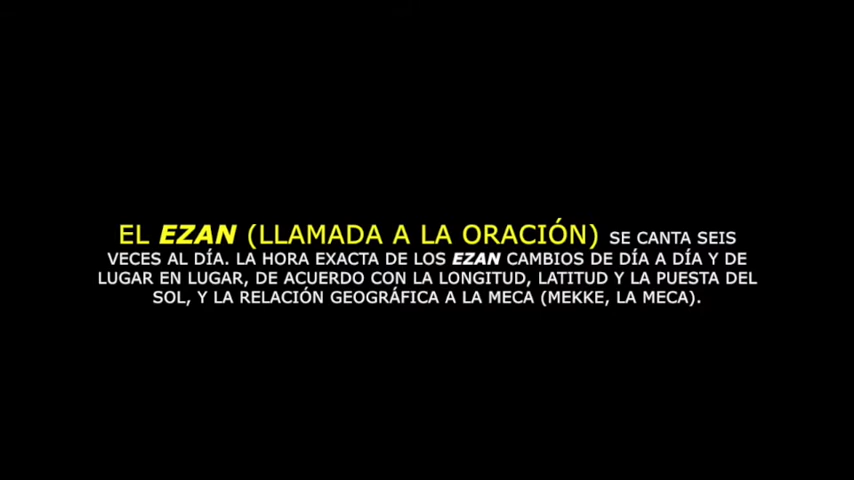 EL EZAN (LLAMADA A LA ORACIÓN) SE CANTA SEIS
VECES AL DÍA. LA HORA EXACTA DE LOS EZAN CAMBIOS DE DÍA A DÍA Y DE
LUGAR EN LUGAR, DE ACUERDO CON LA LONGITUD, LATITUD Y LA PUESTA DEL
SOL, Y LA RELACIÓN GEOGRÁFICA A LA MECA (MEKKE, LA MECA).